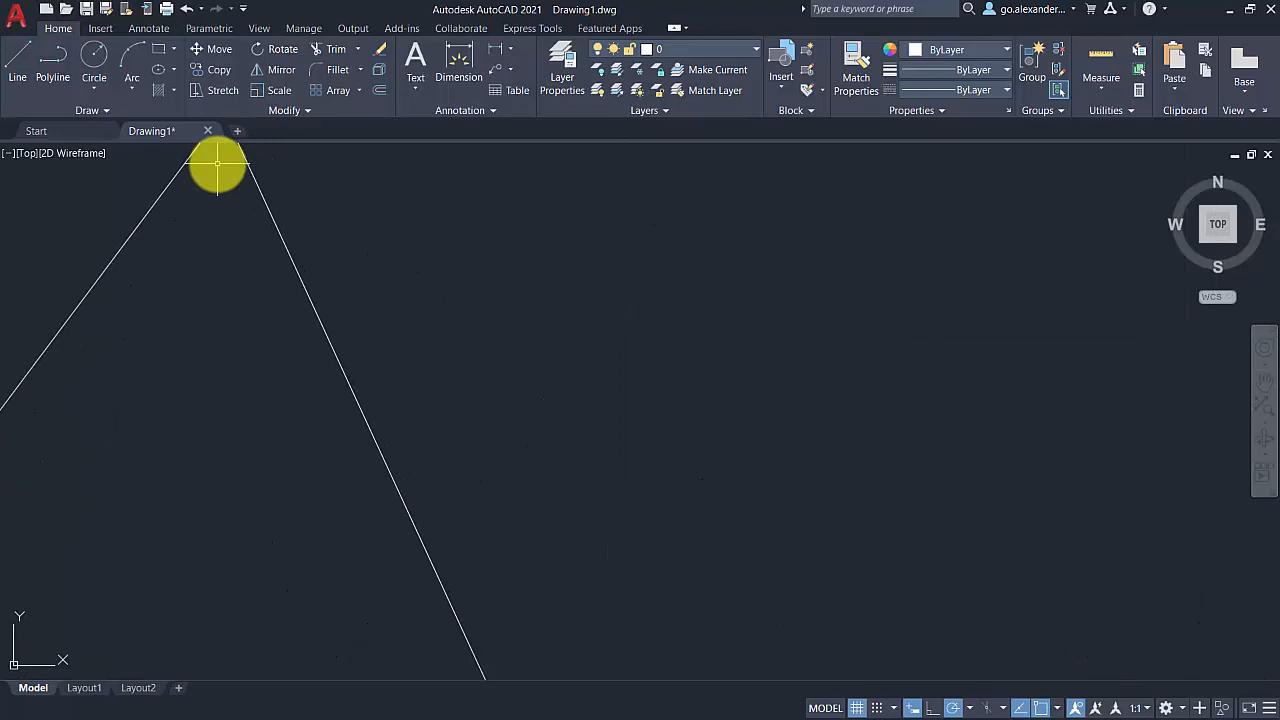 Autodesk AutoCAD 2021 Drawing1.dwg
Type a keyword or phrase
go.alexander...
Home Insert Annotate Parametric View Manage Output Add-ins Collaborate Express Tools Featured Apps
Line Polyline Circle Arc
Move Rotate Trim
Copy Mirror Fillet
Stretch Scale Array
Text Dimension Table
Layer Properties
0
Make Current
Match Layer
Insert
Match Properties
ByLayer
ByLayer
ByLayer
Group
Measure
Paste
Base
Draw Modify Annotation Layers Block Properties Groups Utilities Clipboard View
Start Drawing1*
[−][Top][2D Wireframe]
N
W TOP E
S
WCS
Y
X
Model Layout1 Layout2
MODEL 1:1